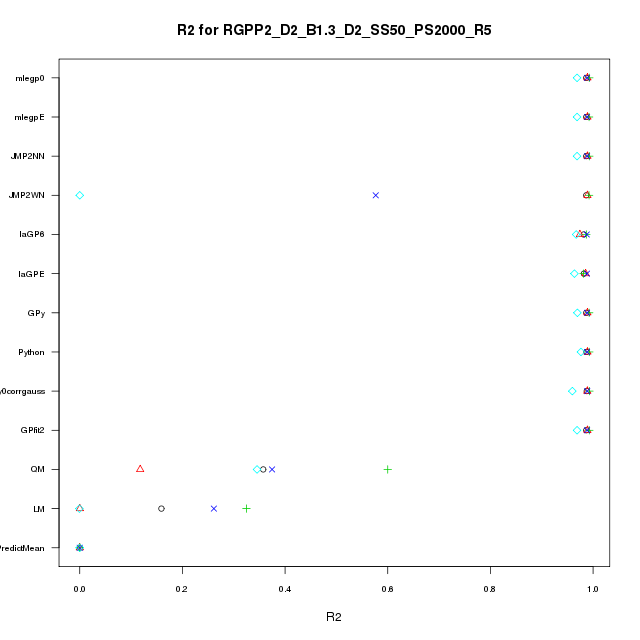 R2 for RGPP2_D2_B1.3_D2_SS50_PS2000_R5
mlegp0
mlegpE
JMP2NN
JMP2WN
laGP6
laGPE
GPy
Python
y0corrgauss
GPfit2
QM
LM
PredictMean
0.0 0.2 0.4 0.6 0.8 1.0
R2